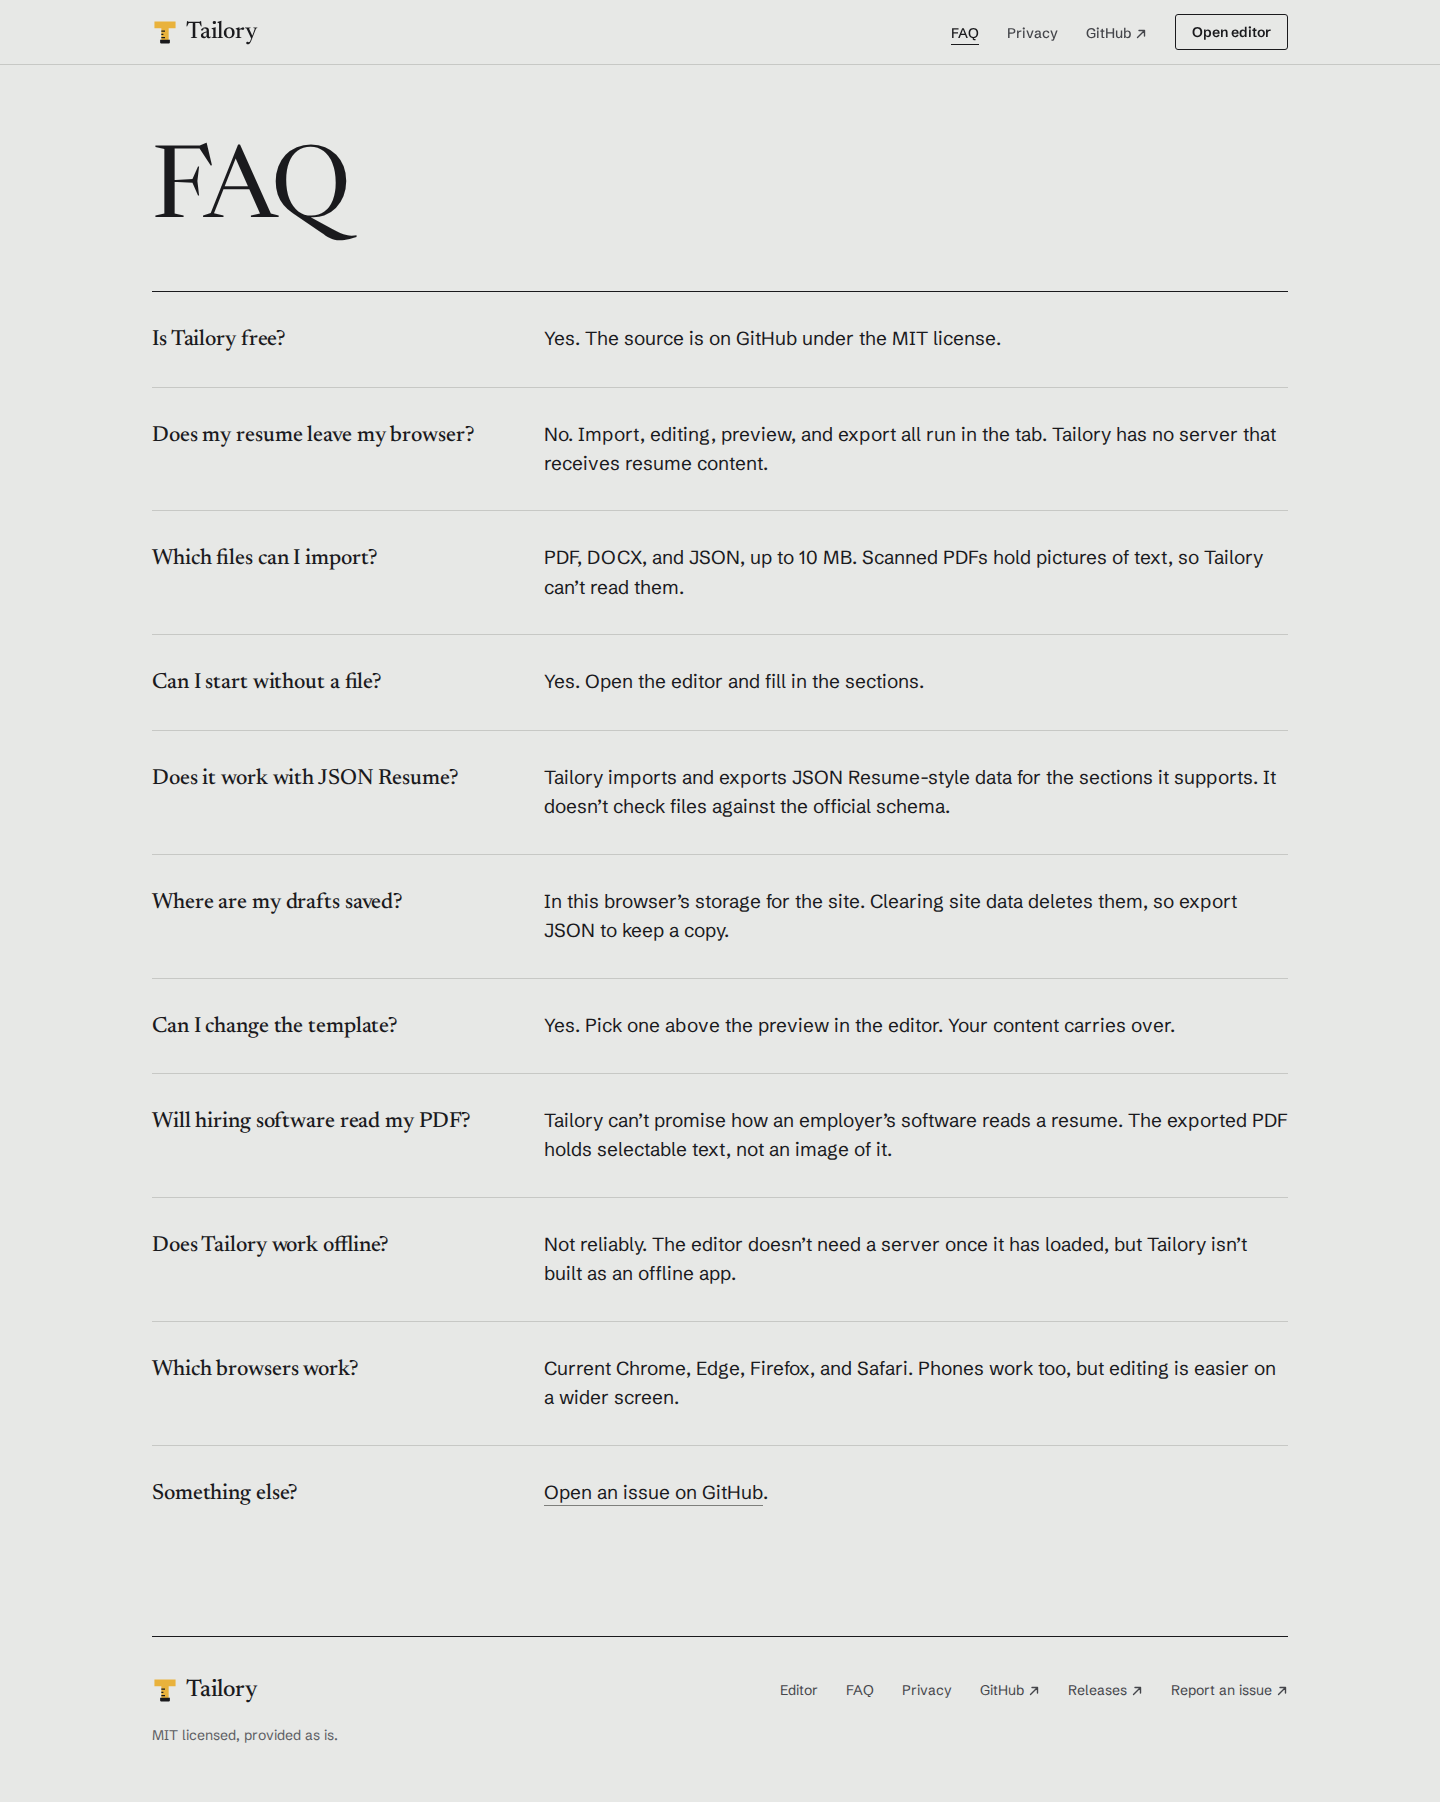 Tailory
FAQ
Privacy
GitHub ↗
Open editor
FAQ
Is Tailory free?
Yes. The source is on GitHub under the MIT license.
Does my resume leave my browser?
No. Import, editing, preview, and export all run in the tab. Tailory has no server that
receives resume content.
Which files can I import?
PDF, DOCX, and JSON, up to 10 MB. Scanned PDFs hold pictures of text, so Tailory
can’t read them.
Can I start without a file?
Yes. Open the editor and fill in the sections.
Does it work with JSON Resume?
Tailory imports and exports JSON Resume-style data for the sections it supports. It
doesn’t check files against the official schema.
Where are my drafts saved?
In this browser’s storage for the site. Clearing site data deletes them, so export
JSON to keep a copy.
Can I change the template?
Yes. Pick one above the preview in the editor. Your content carries over.
Will hiring software read my PDF?
Tailory can’t promise how an employer’s software reads a resume. The exported PDF
holds selectable text, not an image of it.
Does Tailory work offline?
Not reliably. The editor doesn’t need a server once it has loaded, but Tailory isn’t
built as an offline app.
Which browsers work?
Current Chrome, Edge, Firefox, and Safari. Phones work too, but editing is easier on
a wider screen.
Something else?
Open an issue on GitHub.
Tailory
Editor
FAQ
Privacy
GitHub ↗
Releases ↗
Report an issue ↗
MIT licensed, provided as is.